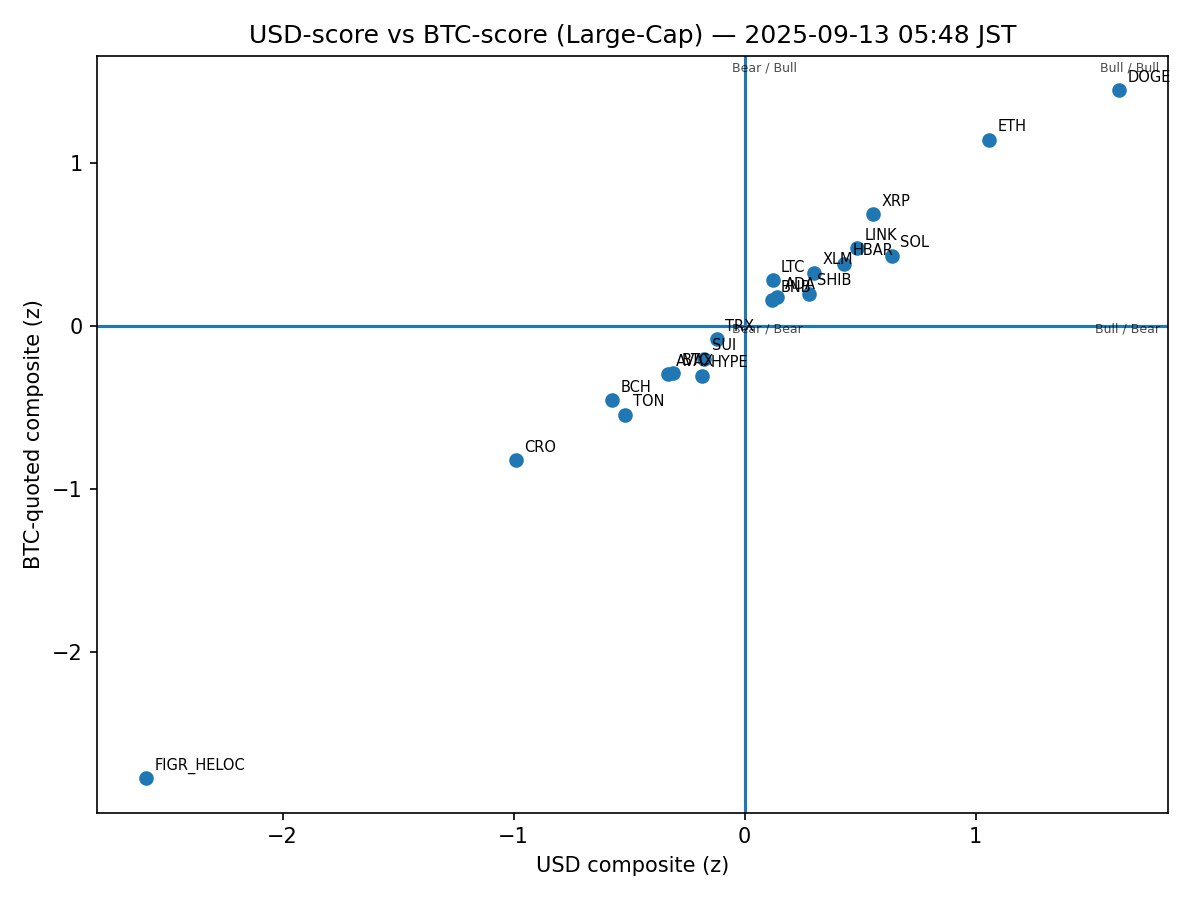 USD-score vs BTC-score (Large-Cap) — 2025-09-13 05:48 JST
Bear / Bull
Bull / Bull
DOGE
ETH
XRP
LINK
SOL
HBAR
XLM
LTC
SHIB
ADA
BNB
TRX
Bear / Bear
Bull / Bear
SUI
AVAX
HYPE
BCH
TON
CRO
FIGR_HELOC
1
0
−1
−2
BTC-quoted composite (z)
−2
−1
0
1
USD composite (z)